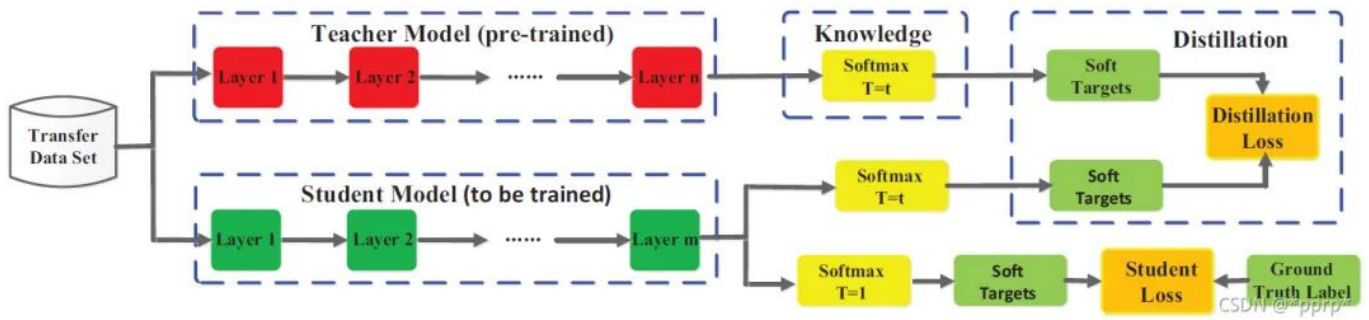 Teacher Model (pre-trained)
Layer 1
Layer 2
......
Layer n
Knowledge
Softmax
T=t
Distillation
Soft
Targets
Distillation
Loss
Transfer
Data Set
Student Model (to be trained)
Layer 1
Layer 2
......
Layer m
Softmax
T=t
Soft
Targets
Softmax
T=1
Soft
Targets
Student
Loss
Ground
Truth Label
CSDN @*pprp*